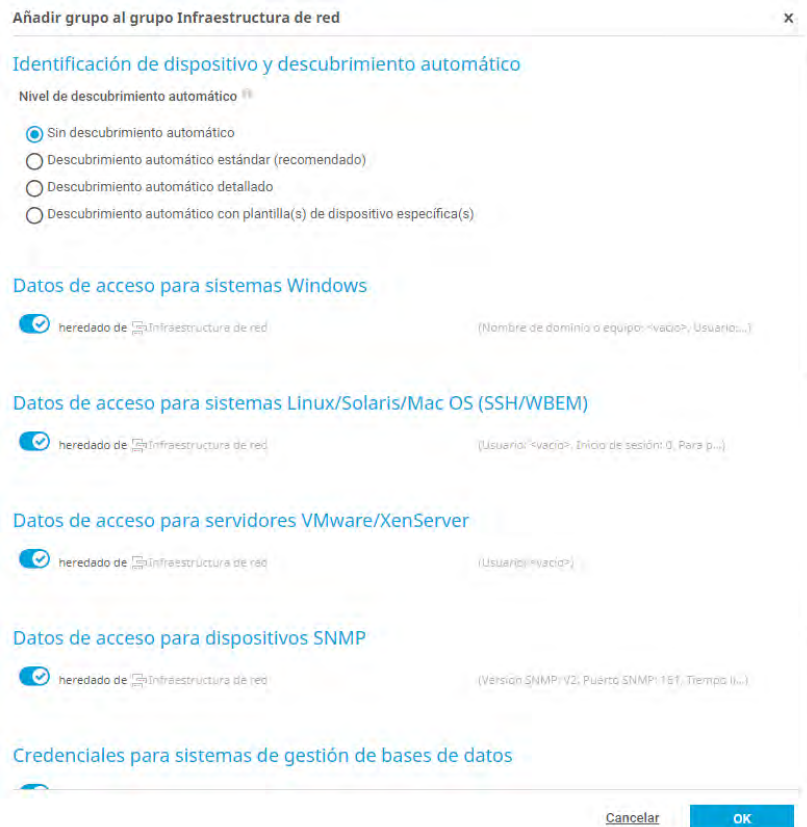 Añadir grupo al grupo Infraestructura de red x
Identificación de dispositivo y descubrimiento automático
Nivel de descubrimiento automático
Sin descubrimiento automático
Descubrimiento automático estándar (recomendado)
Descubrimiento automático detallado
Descubrimiento automático con plantilla(s) de dispositivo específica(s)
Datos de acceso para sistemas Windows
heredado de Infraestructura de red (Nombre de dominio o equipo: <vacío>, Usuario:...)
Datos de acceso para sistemas Linux/Solaris/Mac OS (SSH/WBEM)
heredado de Infraestructura de red (Usuario: <vacío>, Inicio de sesión: 0, Para p...)
Datos de acceso para servidores VMware/XenServer
heredado de Infraestructura de red (Usuario: <vacío>)
Datos de acceso para dispositivos SNMP
heredado de Infraestructura de red (Versión SNMP: V2, Puerto SNMP: 161, Tiempo ...)
Credenciales para sistemas de gestión de bases de datos
Cancelar OK